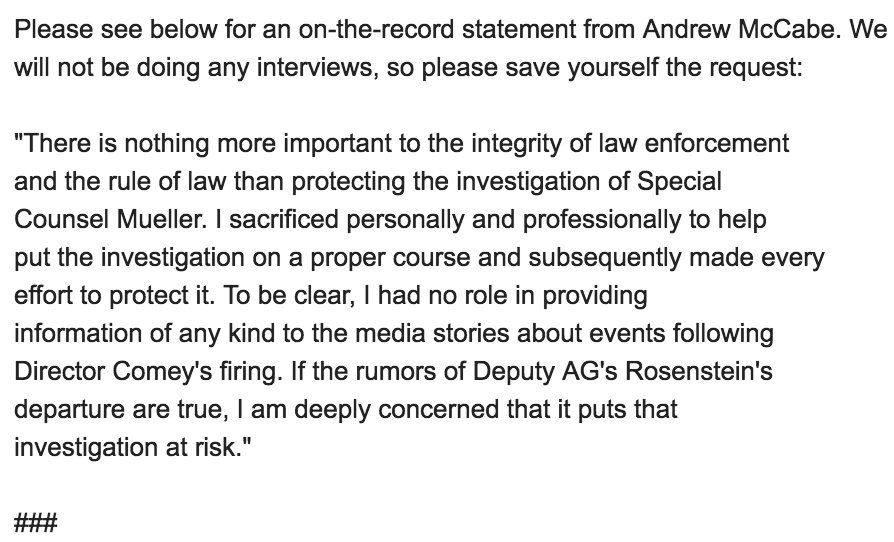 Please see below for an on-the-record statement from Andrew McCabe. We
will not be doing any interviews, so please save yourself the request:
"There is nothing more important to the integrity of law enforcement
and the rule of law than protecting the investigation of Special
Counsel Mueller. I sacrificed personally and professionally to help
put the investigation on a proper course and subsequently made every
effort to protect it. To be clear, I had no role in providing
information of any kind to the media stories about events following
Director Comey's firing. If the rumors of Deputy AG's Rosenstein's
departure are true, I am deeply concerned that it puts that
investigation at risk."
###